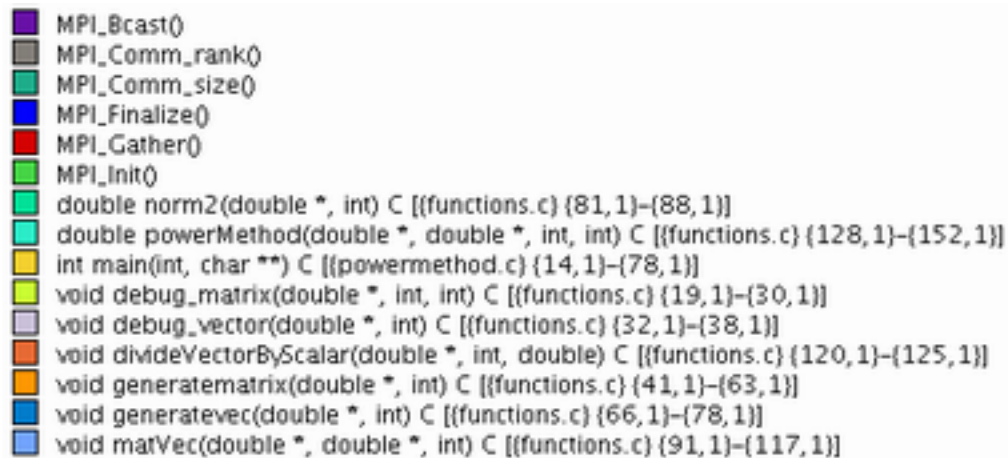 MPI_Bcast()
MPI_Comm_rank()
MPI_Comm_size()
MPI_Finalize()
MPI_Gather()
MPI_Init()
double norm2(double *, int) C [{functions.c} {81,1}-{88,1}]
double powerMethod(double *, double *, int, int) C [{functions.c} {128,1}-{152,1}]
int main(int, char **) C [{powermethod.c} {14,1}-{78,1}]
void debug_matrix(double *, int, int) C [{functions.c} {19,1}-{30,1}]
void debug_vector(double *, int) C [{functions.c} {32,1}-{38,1}]
void divideVectorByScalar(double *, int, double) C [{functions.c} {120,1}-{125,1}]
void generatematrix(double *, int) C [{functions.c} {41,1}-{63,1}]
void generatevec(double *, int) C [{functions.c} {66,1}-{78,1}]
void matVec(double *, double *, int) C [{functions.c} {91,1}-{117,1}]